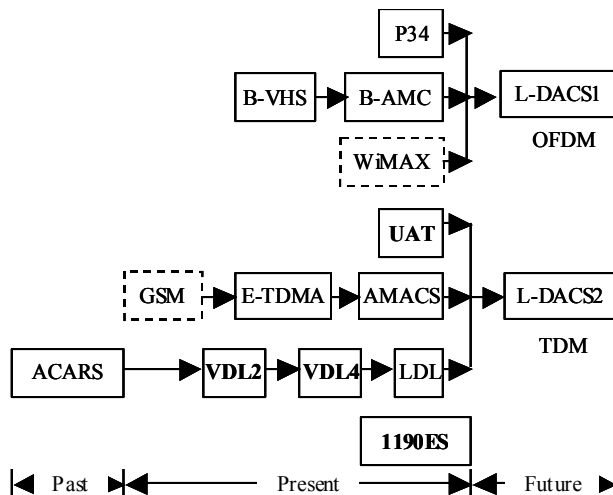 P34
B-VHS B-AMC L-DACS1
OFDM
WiMAX
UAT
GSM E-TDMA AMACS L-DACS2
TDM
ACARS VDL2 VDL4 LDL
1190ES
Past Present Future